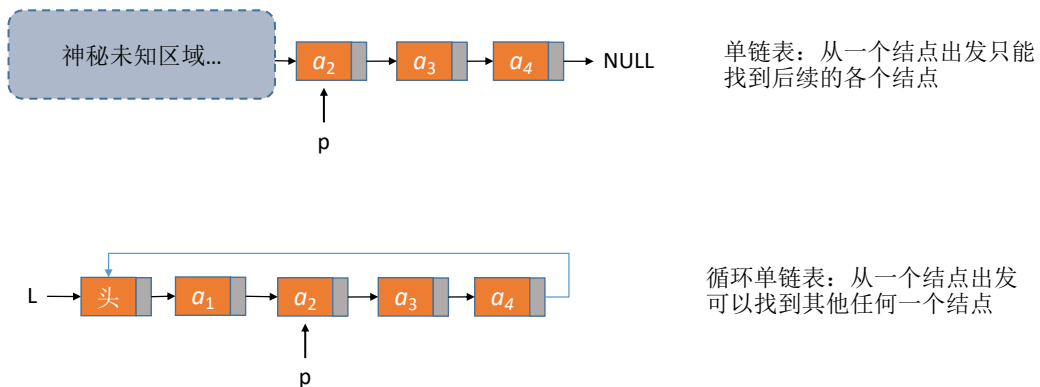 神秘未知区域...
a2
a3
a4
NULL
p
单链表：从一个结点出发只能
找到后续的各个结点
L
头
a1
a2
a3
a4
p
循环单链表：从一个结点出发
可以找到其他任何一个结点